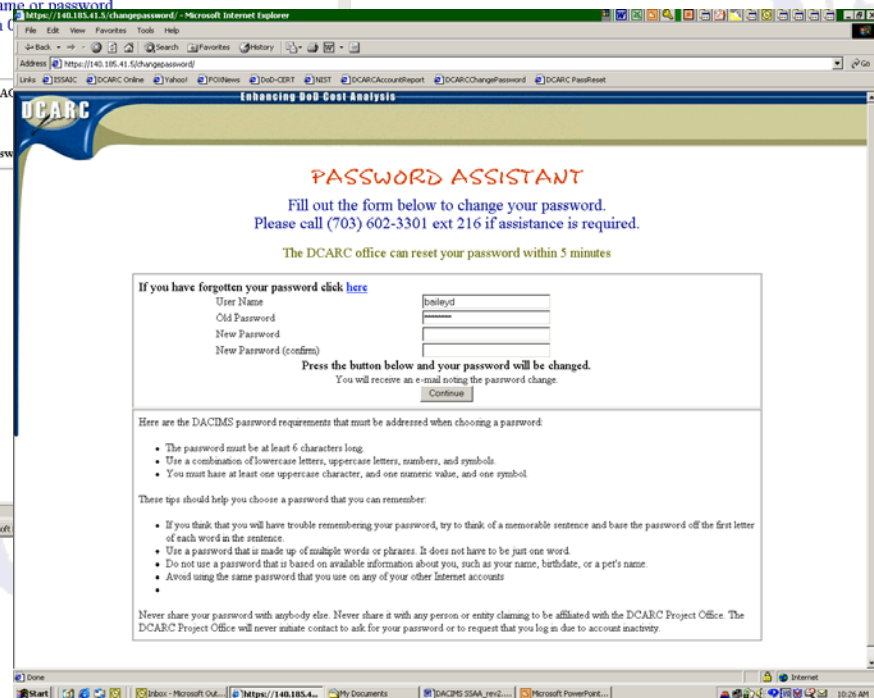 ame or password
https://140.185.41.5/changepassword/ - Microsoft Internet Explorer
File Edit View Favorites Tools Help
Back Search Favorites History
Address https://140.185.41.5/changepassword/ Go
Links ISSAIC DCARC Online Yahoo! FOXNews DoD-CERT NIST DCARCAccountReport DCARCChangePassword DCARC PassReset
Enhancing DoD Cost Analysis
DCARC
PASSWORD ASSISTANT
Fill out the form below to change your password.
Please call (703) 602-3301 ext 216 if assistance is required.
The DCARC office can reset your password within 5 minutes
If you have forgotten your password click here
User Name baileyd
Old Password
New Password
New Password (confirm)
Press the button below and your password will be changed.
You will receive an e-mail noting the password change.
Continue
Here are the DACIMS password requirements that must be addressed when choosing a password:
• The password must be at least 6 characters long.
• Use a combination of lowercase letters, uppercase letters, numbers, and symbols.
• You must hase at least one uppercase character, and one numeric value, and one symbol
These tips should help you choose a password that you can remember:
• If you think that you will have trouble remembering your password, try to think of a memorable sentence and base the password off the first letter
of each word in the sentence.
• Use a password that is made up of multiple words or phrases. It does not have to be just one word.
• Do not use a password that is based on available information about you, such as your name, birthdate, or a pet's name.
• Avoid using the same password that you use on any of your other Internet accounts
•
Never share your password with anybody else. Never share it with any person or entity claiming to be affiliated with the DCARC Project Office. The
DCARC Project Office will never initiate contact to ask for your password or to request that you log in due to account inactivity.
Done Internet
Start Inbox - Microsoft Out... https://140.185.4... My Documents DACIMS SSAA_rev2.... Microsoft PowerPoint... 10:26 AM